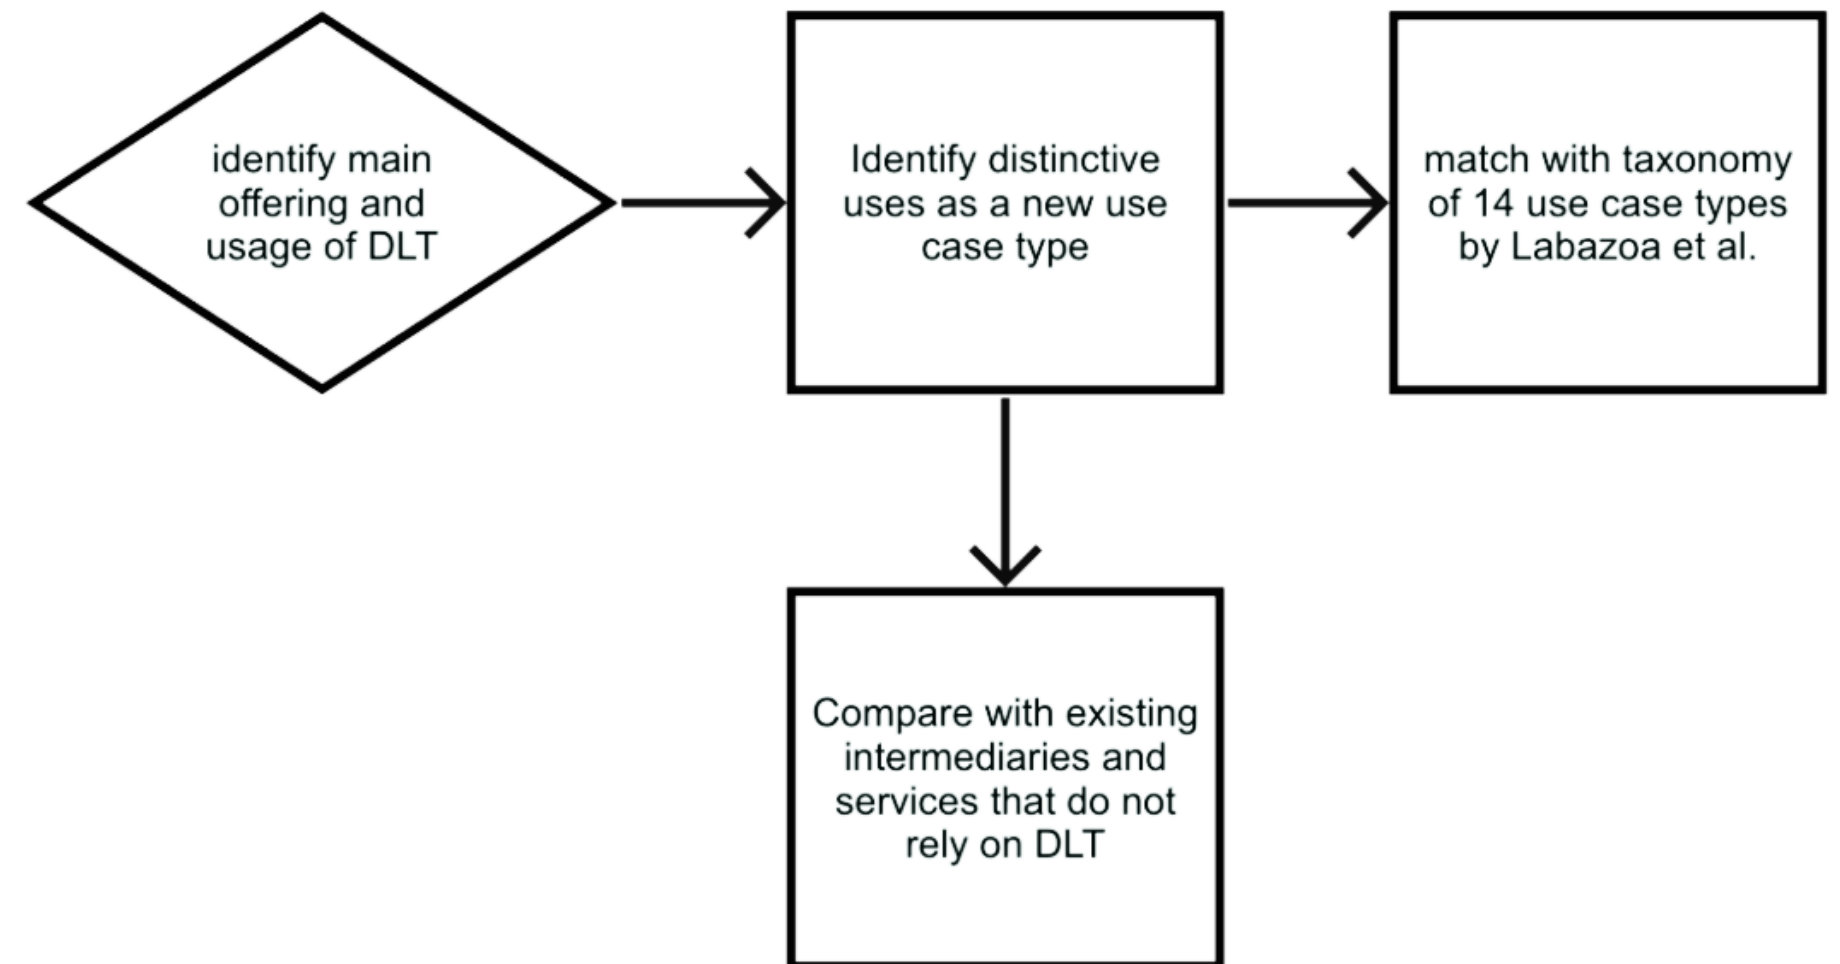 identify main
offering and
usage of DLT
Identify distinctive
uses as a new use
case type
match with taxonomy
of 14 use case types
by Labazoa et al.
Compare with existing
intermediaries and
services that do not
rely on DLT